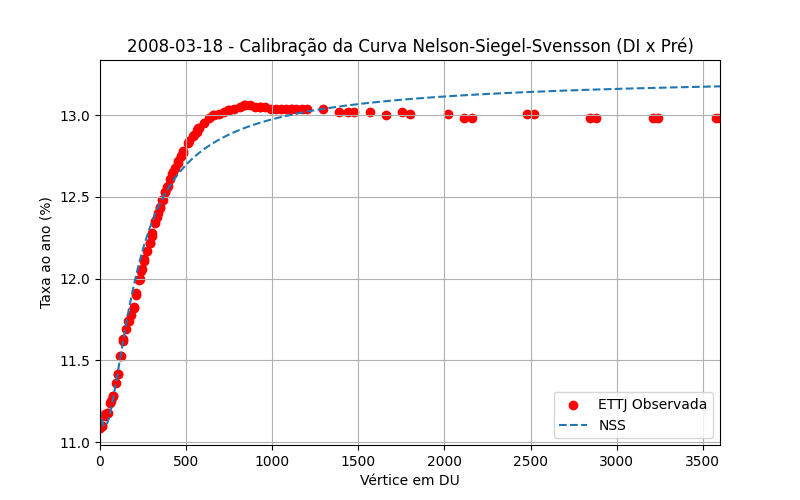 2008-03-18 - Calibração da Curva Nelson-Siegel-Svensson (DI x Pré)
Taxa ao ano (%)
13.0
12.5
12.0
11.5
11.0
0 500 1000 1500 2000 2500 3000 3500
Vértice em DU
ETTJ Observada
NSS